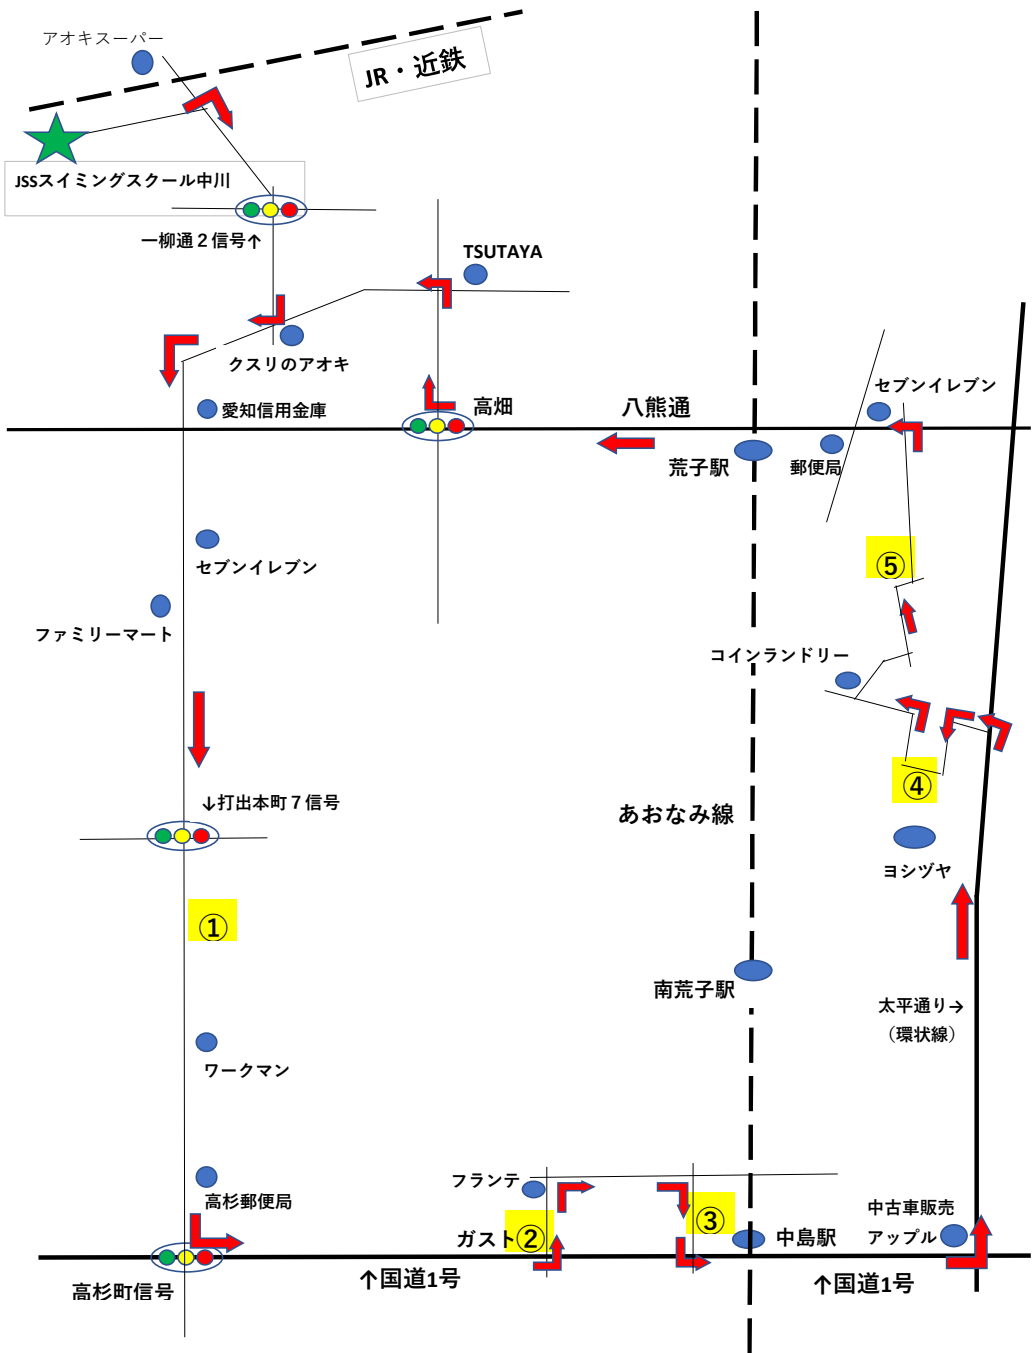 アオキスーパー
JR・近鉄
JSSスイミングスクール中川
一柳通２信号↑
TSUTAYA
クスリのアオキ
セブンイレブン
愛知信用金庫
高畑
八熊通
荒子駅
郵便局
セブンイレブン
⑤
ファミリーマート
コインランドリー
④
↓打出本町７信号
あおなみ線
ヨシヅヤ
①
南荒子駅
太平通り→
（環状線）
ワークマン
フランテ
高杉郵便局
③
中古車販売
アップル
ガスト②
中島駅
高杉町信号
↑国道1号
↑国道1号